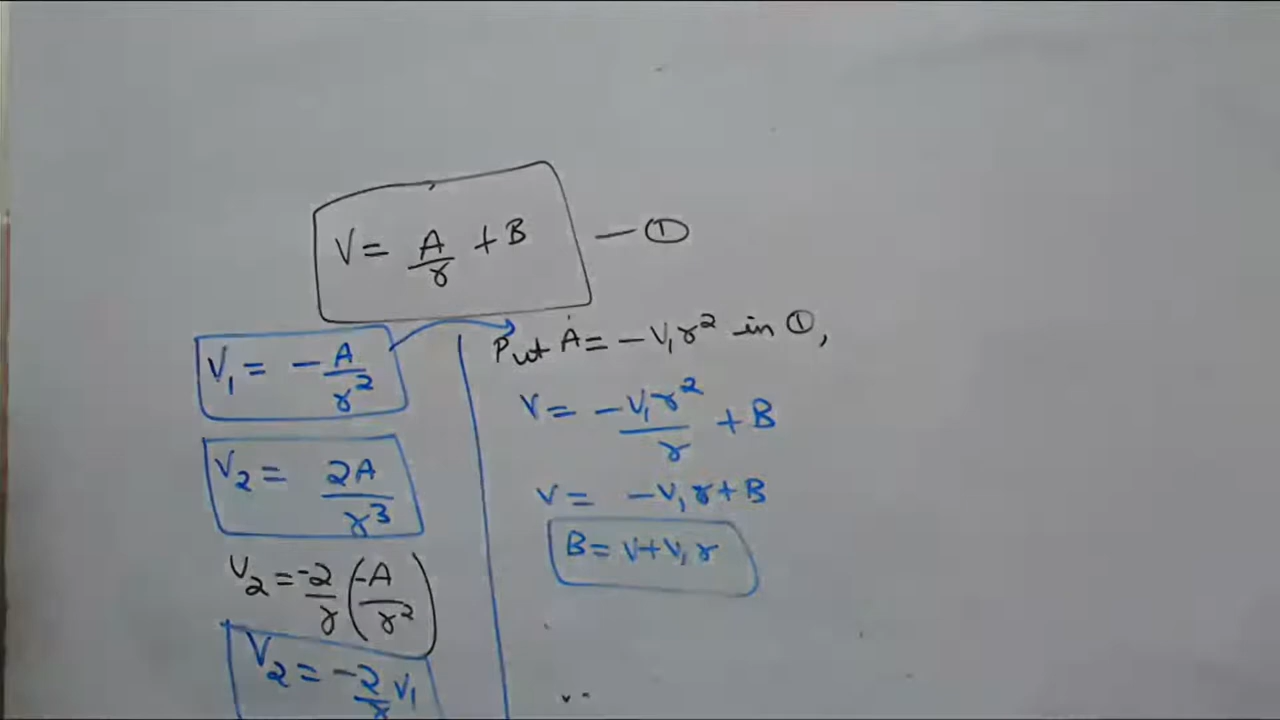 V = A/r + B — ①
V₁ = - A/r²
V₂ = 2A/r³
V₂ = -2/r (-A/r²)
V₂ = -2/r V₁
Put A = - V₁r² in ①,
V = - V₁r²/r + B
V = - V₁r + B
B = V + V₁r